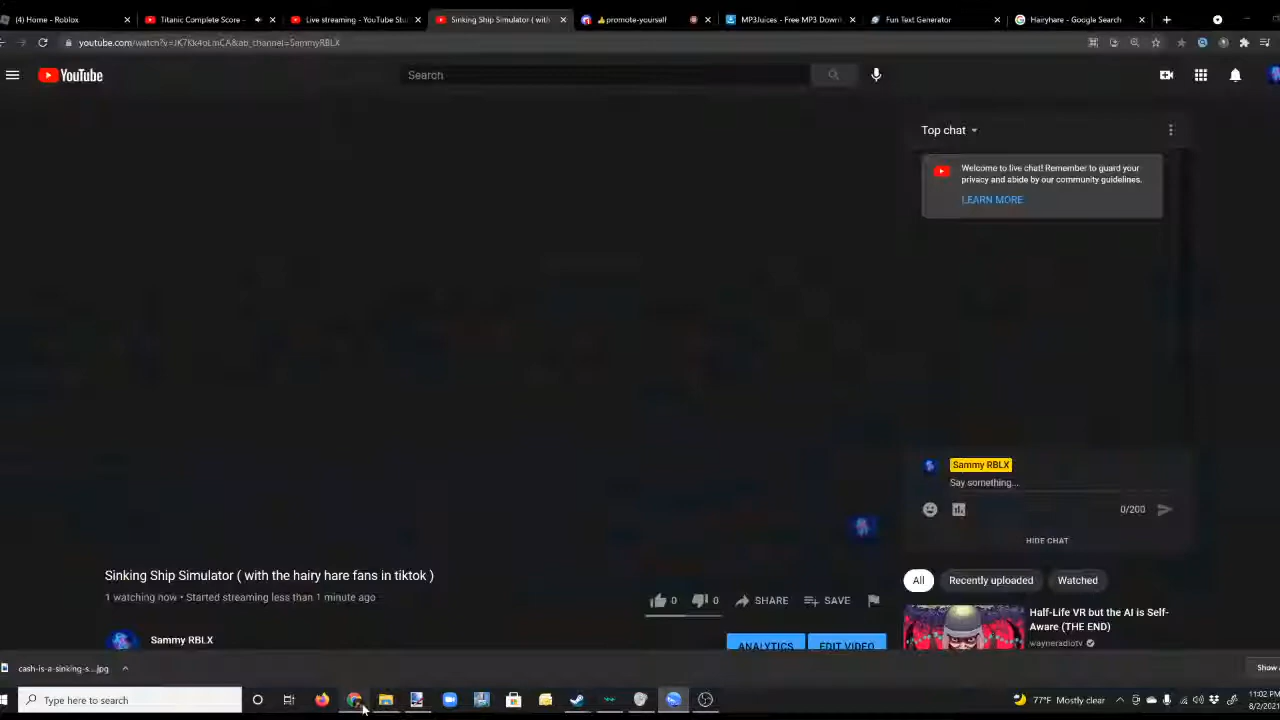 (4) Home - Roblox
Titanic Complete Score -
Live streaming - YouTube Stu
Sinking Ship Simulator ( with
👍promote-yourself
MP3Juices - Free MP3 Downl
Fun Text Generator
Hairyhare - Google Search
youtube.com/watch?v=JK7Kk4oLmCA&ab_channel=SammyRBLX
YouTube
Search
Top chat
Welcome to live chat! Remember to guard your
privacy and abide by our community guidelines.
LEARN MORE
Sammy RBLX
Say something...
0/200
HIDE CHAT
Sinking Ship Simulator ( with the hairy hare fans in tiktok )
1 watching now • Started streaming less than 1 minute ago
0
0
SHARE
SAVE
All
Recently uploaded
Watched
Half-Life VR but the AI is Self-
Aware (THE END)
wayneradiotv
Sammy RBLX
ANALYTICS
EDIT VIDEO
cash-is-a-sinking-s....jpg
Show
Type here to search
77°F Mostly clear
11:02 PM
8/2/2021